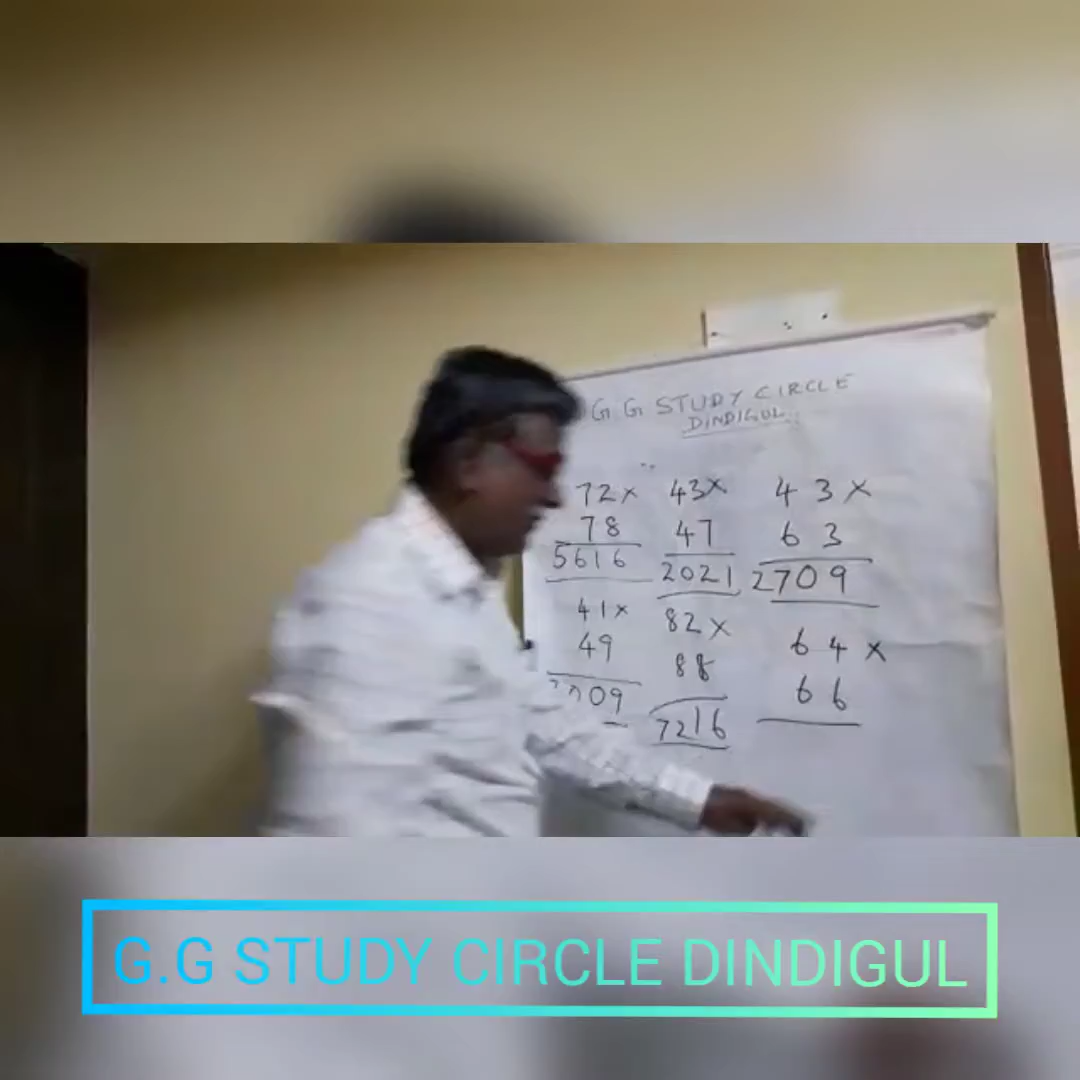 G. G STUDY CIRCLE
DINDIGUL
72 x
78
5616
43 x
47
2021
43 x
63
2709
41 x
49
82 x
88
7216
64 x
66
G.G STUDY CIRCLE DINDIGUL